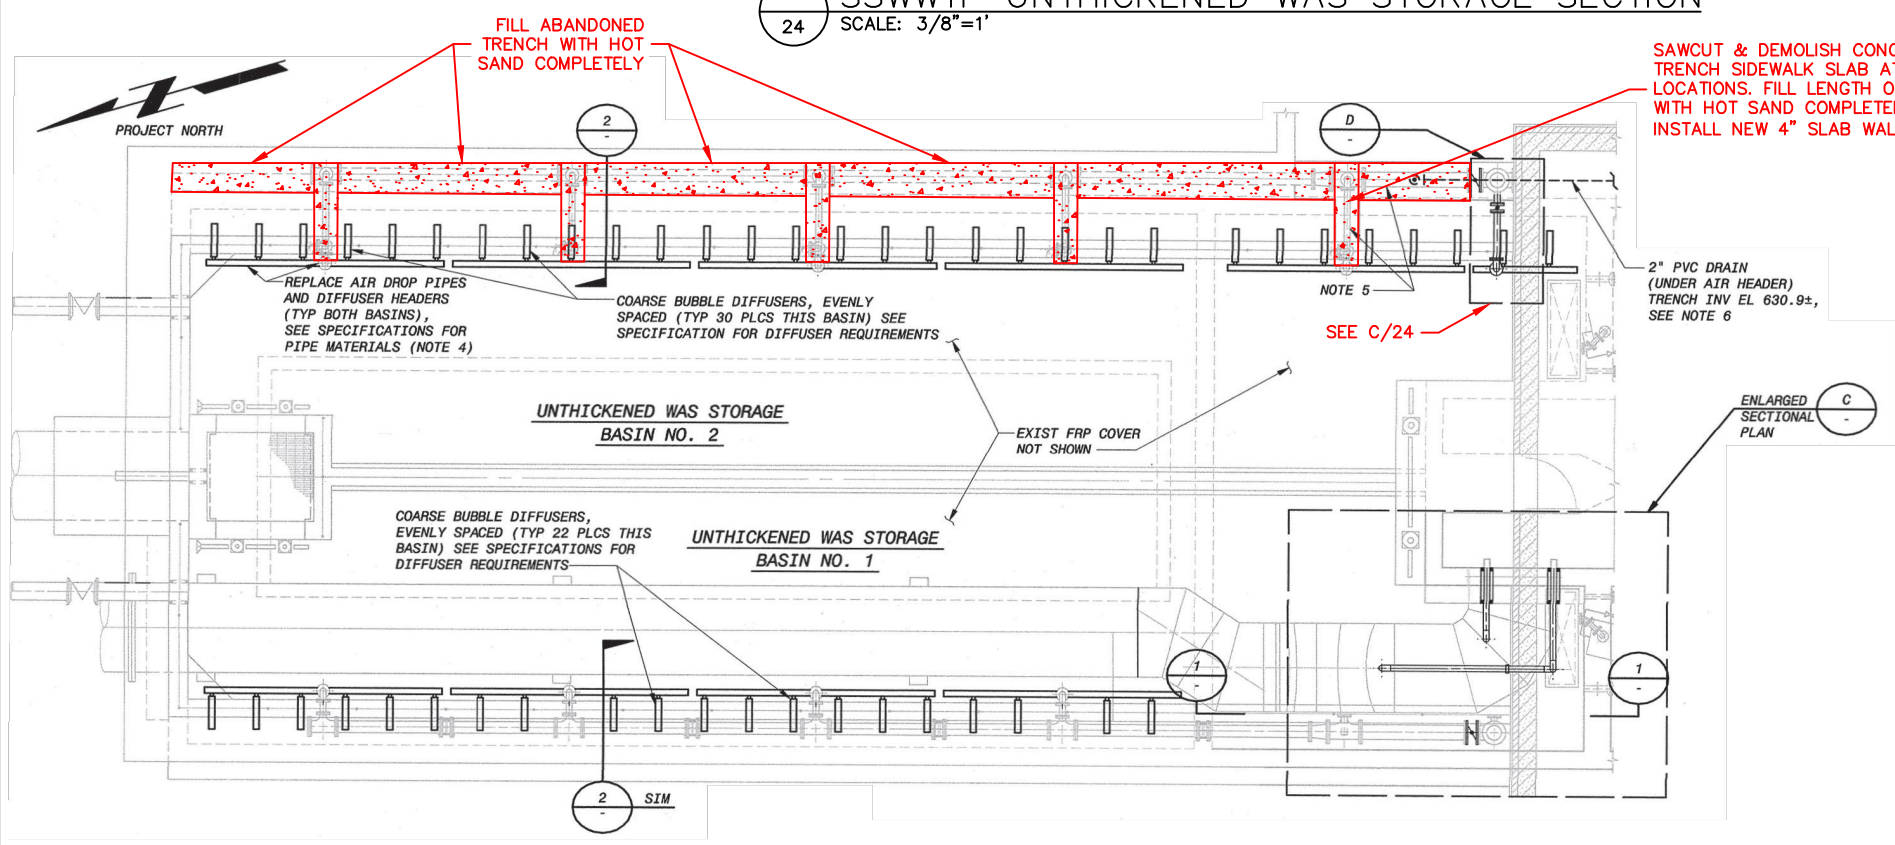 24
SCALE: 3/8"=1'
FILL ABANDONED
TRENCH WITH HOT
SAND COMPLETELY
SAWCUT & DEMOLISH
TRENCH SIDEWALK SLAB
LOCATIONS. FILL LENGTH
WITH HOT SAND
INSTALL NEW 4" SLAB
PROJECT NORTH
2
-
D
-
REPLACE AIR DROP PIPES
AND DIFFUSER HEADERS
(TYP BOTH BASINS),
SEE SPECIFICATIONS FOR
PIPE MATERIALS (NOTE 4)
COARSE BUBBLE DIFFUSERS, EVENLY
SPACED (TYP 30 PLCS THIS BASIN) SEE
SPECIFICATION FOR DIFFUSER REQUIREMENTS
NOTE 5
SEE C/24
2" PVC DRAIN
(UNDER AIR HEADER)
TRENCH INV EL 630.9±,
SEE NOTE 6
UNTHICKENED WAS STORAGE
BASIN NO. 2
EXIST FRP COVER
NOT SHOWN
ENLARGED
SECTIONAL
PLAN
C
-
COARSE BUBBLE DIFFUSERS,
EVENLY SPACED (TYP 22 PLCS THIS
BASIN) SEE SPECIFICATIONS FOR
DIFFUSER REQUIREMENTS
UNTHICKENED WAS STORAGE
BASIN NO. 1
1
-
1
-
2
-
SIM